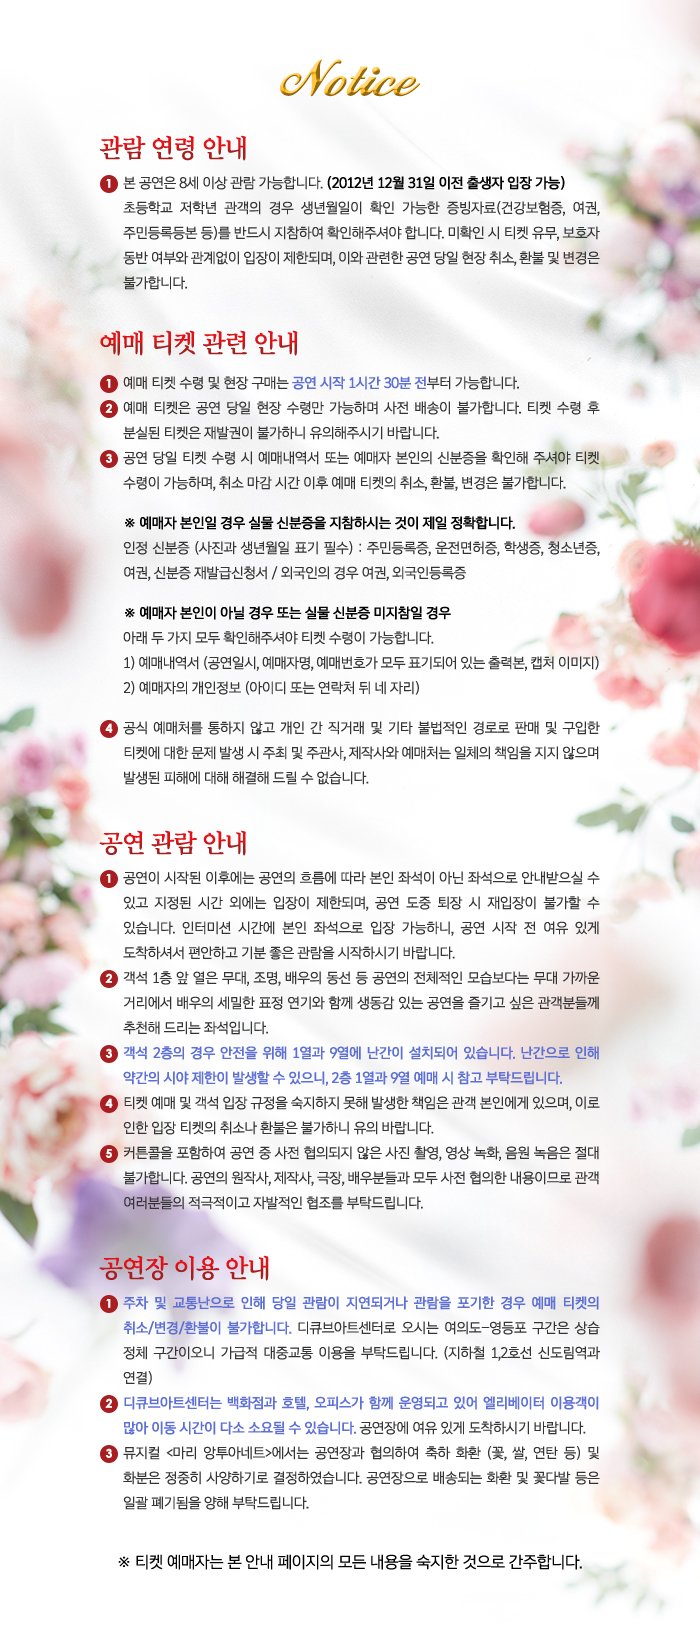 Notice
관람 연령 안내
1 본 공연은 8세 이상 관람 가능합니다. (2012년 12월 31일 이전 출생자 입장 가능)
초등학교 저학년 관객의 경우 생년월일이 확인 가능한 증빙자료(건강보험증, 여권,
주민등록등본 등)를 반드시 지참하여 확인해주셔야 합니다. 미확인 시 티켓 유무, 보호자
동반 여부와 관계없이 입장이 제한되며, 이와 관련한 공연 당일 현장 취소, 환불 및 변경은
불가합니다.
예매 티켓 관련 안내
1 예매 티켓 수령 및 현장 구매는 공연 시작 1시간 30분 전부터 가능합니다.
2 예매 티켓은 공연 당일 현장 수령만 가능하며 사전 배송이 불가합니다. 티켓 수령 후
분실된 티켓은 재발권이 불가하니 유의해주시기 바랍니다.
3 공연 당일 티켓 수령 시 예매내역서 또는 예매자 본인의 신분증을 확인해 주셔야 티켓
수령이 가능하며, 취소 마감 시간 이후 예매 티켓의 취소, 환불, 변경은 불가합니다.
※ 예매자 본인일 경우 실물 신분증을 지참하시는 것이 제일 정확합니다.
인정 신분증 (사진과 생년월일 표기 필수) : 주민등록증, 운전면허증, 학생증, 청소년증,
여권, 신분증 재발급신청서 / 외국인의 경우 여권, 외국인등록증
※ 예매자 본인이 아닐 경우 또는 실물 신분증 미지참일 경우
아래 두 가지 모두 확인해주셔야 티켓 수령이 가능합니다.
1) 예매내역서 (공연일시, 예매자명, 예매번호가 모두 표기되어 있는 출력본, 캡처 이미지)
2) 예매자의 개인정보 (아이디 또는 연락처 뒤 네 자리)
4 공식 예매처를 통하지 않고 개인 간 직거래 및 기타 불법적인 경로로 판매 및 구입한
티켓에 대한 문제 발생 시 주최 및 주관사, 제작사와 예매처는 일체의 책임을 지지 않으며
발생된 피해에 대해 해결해 드릴 수 없습니다.
공연 관람 안내
1 공연이 시작된 이후에는 공연의 흐름에 따라 본인 좌석이 아닌 좌석으로 안내받으실 수
있고 지정된 시간 외에는 입장이 제한되며, 공연 도중 퇴장 시 재입장이 불가할 수
있습니다. 인터미션 시간에 본인 좌석으로 입장 가능하니, 공연 시작 전 여유 있게
도착하셔서 편안하고 기분 좋은 관람을 시작하시기 바랍니다.
2 객석 1층 앞 열은 무대, 조명, 배우의 동선 등 공연의 전체적인 모습보다는 무대 가까운
거리에서 배우의 세밀한 표정 연기와 함께 생동감 있는 공연을 즐기고 싶은 관객분들께
추천해 드리는 좌석입니다.
3 객석 2층의 경우 안전을 위해 1열과 9열에 난간이 설치되어 있습니다. 난간으로 인해
약간의 시야 제한이 발생할 수 있으니, 2층 1열과 9열 예매 시 참고 부탁드립니다.
4 티켓 예매 및 객석 입장 규정을 숙지하지 못해 발생한 책임은 관객 본인에게 있으며, 이로
인한 입장 티켓의 취소나 환불은 불가하니 유의 바랍니다.
5 커튼콜을 포함하여 공연 중 사전 협의되지 않은 사진 촬영, 영상 녹화, 음원 녹음은 절대
불가합니다. 공연의 원작사, 제작사, 극장, 배우분들과 모두 사전 협의한 내용이므로 관객
여러분들의 적극적이고 자발적인 협조를 부탁드립니다.
공연장 이용 안내
1 주차 및 교통난으로 인해 당일 관람이 지연되거나 관람을 포기한 경우 예매 티켓의
취소/변경/환불이 불가합니다. 디큐브아트센터로 오시는 여의도-영등포 구간은 상습
정체 구간이오니 가급적 대중교통 이용을 부탁드립니다. (지하철 1,2호선 신도림역과
연결)
2 디큐브아트센터는 백화점과 호텔, 오피스가 함께 운영되고 있어 엘리베이터 이용객이
많아 이동 시간이 다소 소요될 수 있습니다. 공연장에 여유 있게 도착하시기 바랍니다.
3 뮤지컬 <마리 앙투아네트>에서는 공연장과 협의하여 축하 화환 (꽃, 쌀, 연탄 등) 및
화분은 정중히 사양하기로 결정하였습니다. 공연장으로 배송되는 화환 및 꽃다발 등은
일괄 폐기됨을 양해 부탁드립니다.
※ 티켓 예매자는 본 안내 페이지의 모든 내용을 숙지한 것으로 간주합니다.